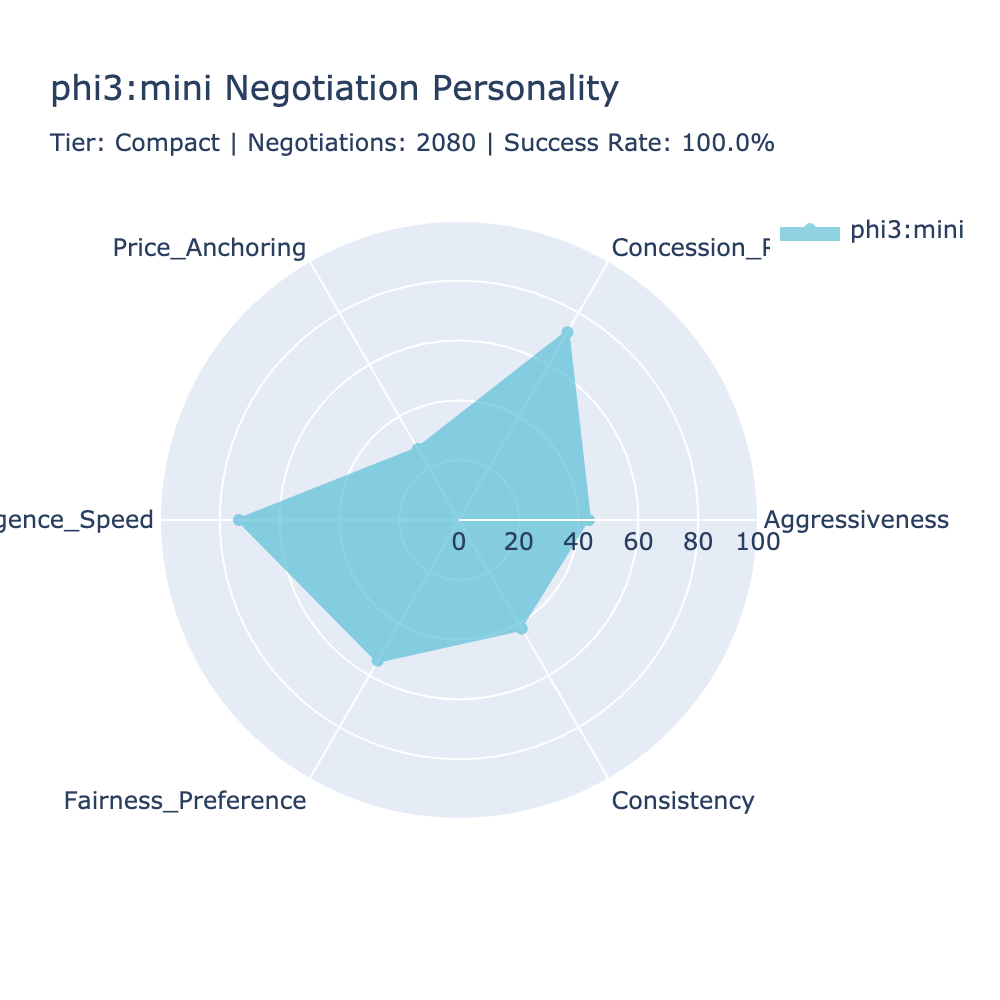 phi3:mini Negotiation Personality
Tier: Compact | Negotiations: 2080 | Success Rate: 100.0%
phi3:mini
Price_Anchoring
Concession_
gence_Speed
Aggressiveness
0 20 40 60 80 100
Fairness_Preference
Consistency